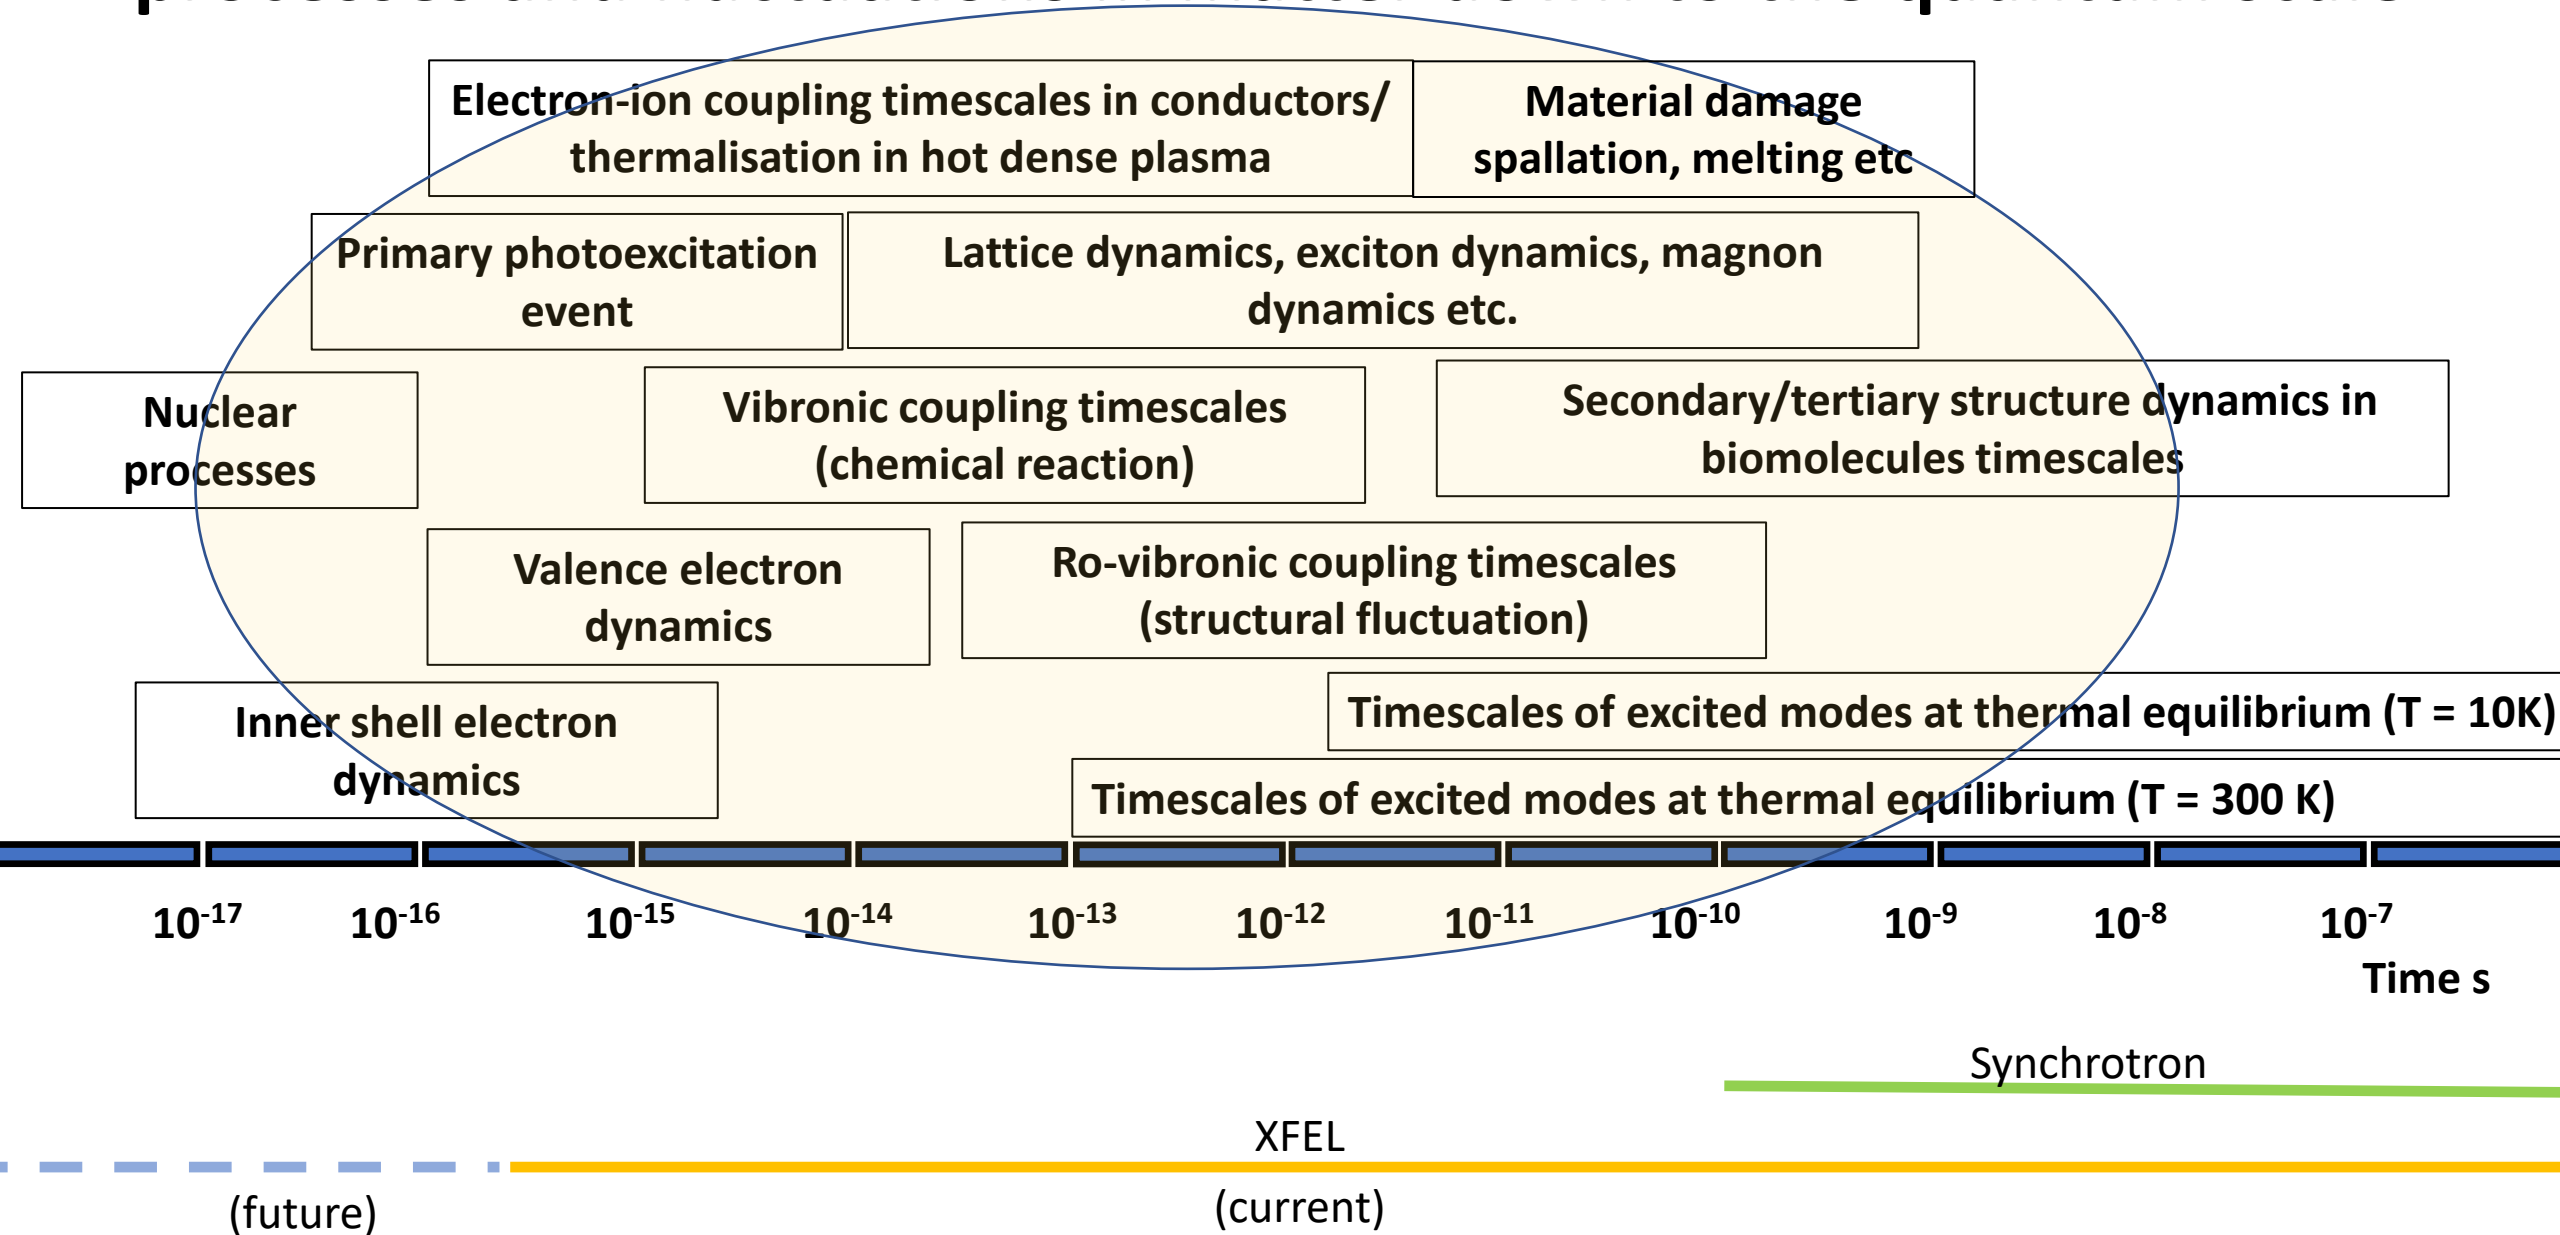 Electron-ion coupling timescales in conductors/
thermalisation in hot dense plasma
Material damage
spallation, melting etc
Primary photoexcitation
event
Lattice dynamics, exciton dynamics, magnon
dynamics etc.
Nuclear
processes
Vibronic coupling timescales
(chemical reaction)
Secondary/tertiary structure dynamics in
biomolecules timescales
Valence electron
dynamics
Ro-vibronic coupling timescales
(structural fluctuation)
Inner shell electron
dynamics
Timescales of excited modes at thermal equilibrium (T = 10K)
Timescales of excited modes at thermal equilibrium (T = 300 K)
10⁻¹⁷ 10⁻¹⁶ 10⁻¹⁵ 10⁻¹⁴ 10⁻¹³ 10⁻¹² 10⁻¹¹ 10⁻¹⁰ 10⁻⁹ 10⁻⁸ 10⁻⁷
Time s
Synchrotron
XFEL
(future)
(current)